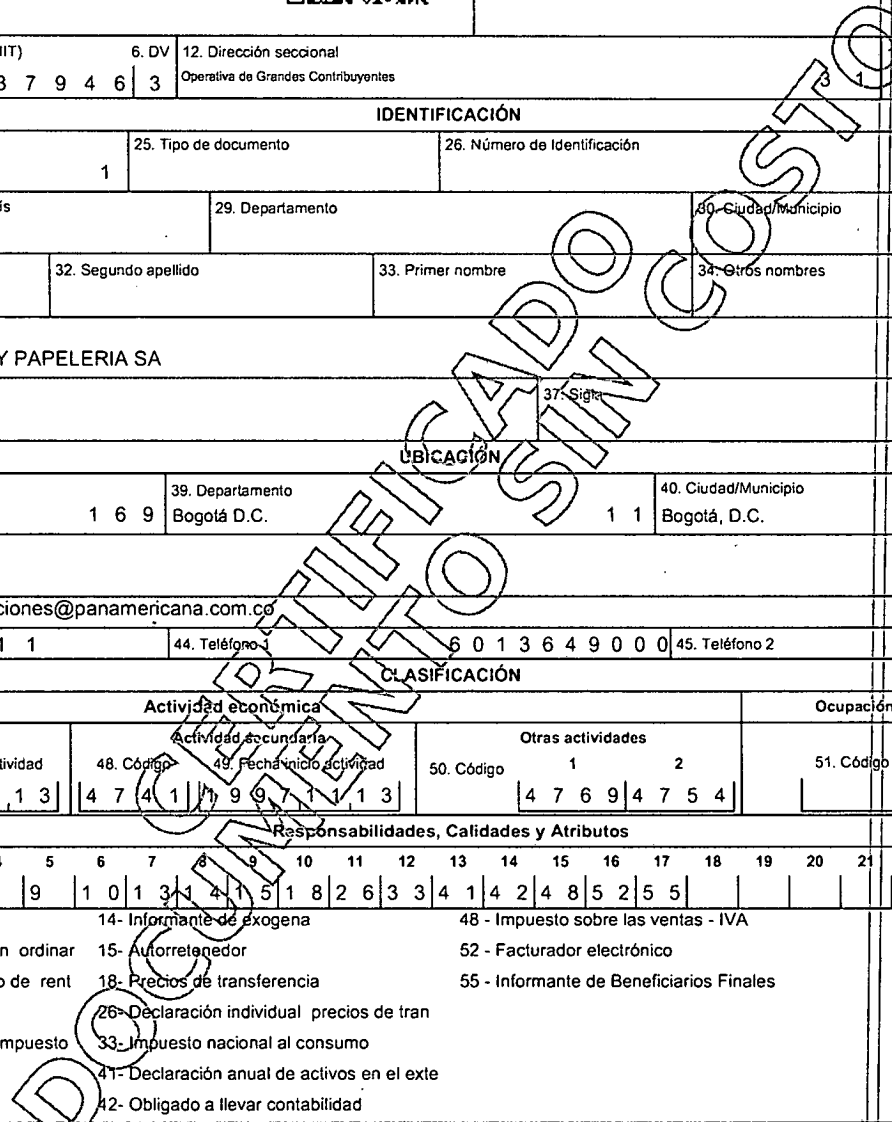 IIT) 6. DV 12. Dirección seccional
3 7 9 4 6 3 Operativa de Grandes Contribuyentes 3 1
IDENTIFICACIÓN
25. Tipo de documento 26. Número de Identificación
1
ís 29. Departamento 30. Ciudad/Municipio
32. Segundo apellido 33. Primer nombre 34. Otros nombres
Y PAPELERIA SA
37. Sigla
UBICACIÓN
39. Departamento 40. Ciudad/Municipio
1 6 9 Bogotá D.C. 1 1 Bogotá, D.C.
ciones@panamericana.com.co
1 1 44. Teléfono 1 6 0 1 3 6 4 9 0 0 0 45. Teléfono 2
CLASIFICACIÓN
Actividad económica Ocupación
Actividad secundaria Otras actividades
tividad 48. Código 49. Fecha inicio actividad 50. Código 1 2 51. Código
1 3 4 7 4 1 1 9 9 7 1 1 1 3 4 7 6 9 4 7 5 4
Responsabilidades, Calidades y Atributos
5 6 7 8 9 10 11 12 13 14 15 16 17 18 19 20 21
9 1 0 1 3 1 4 1 5 1 8 2 6 3 3 4 1 4 2 4 8 5 2 5 5
14- Informante de exogena 48 - Impuesto sobre las ventas - IVA
n ordinar 15- Autorretenedor 52 - Facturador electrónico
o de rent 18- Precios de transferencia 55 - Informante de Beneficiarios Finales
26- Declaración individual precios de tran
mpuesto 33- Impuesto nacional al consumo
41- Declaración anual de activos en el exte
42- Obligado a llevar contabilidad
CERTIFICADO
DOCUMENTO SIN COSTO